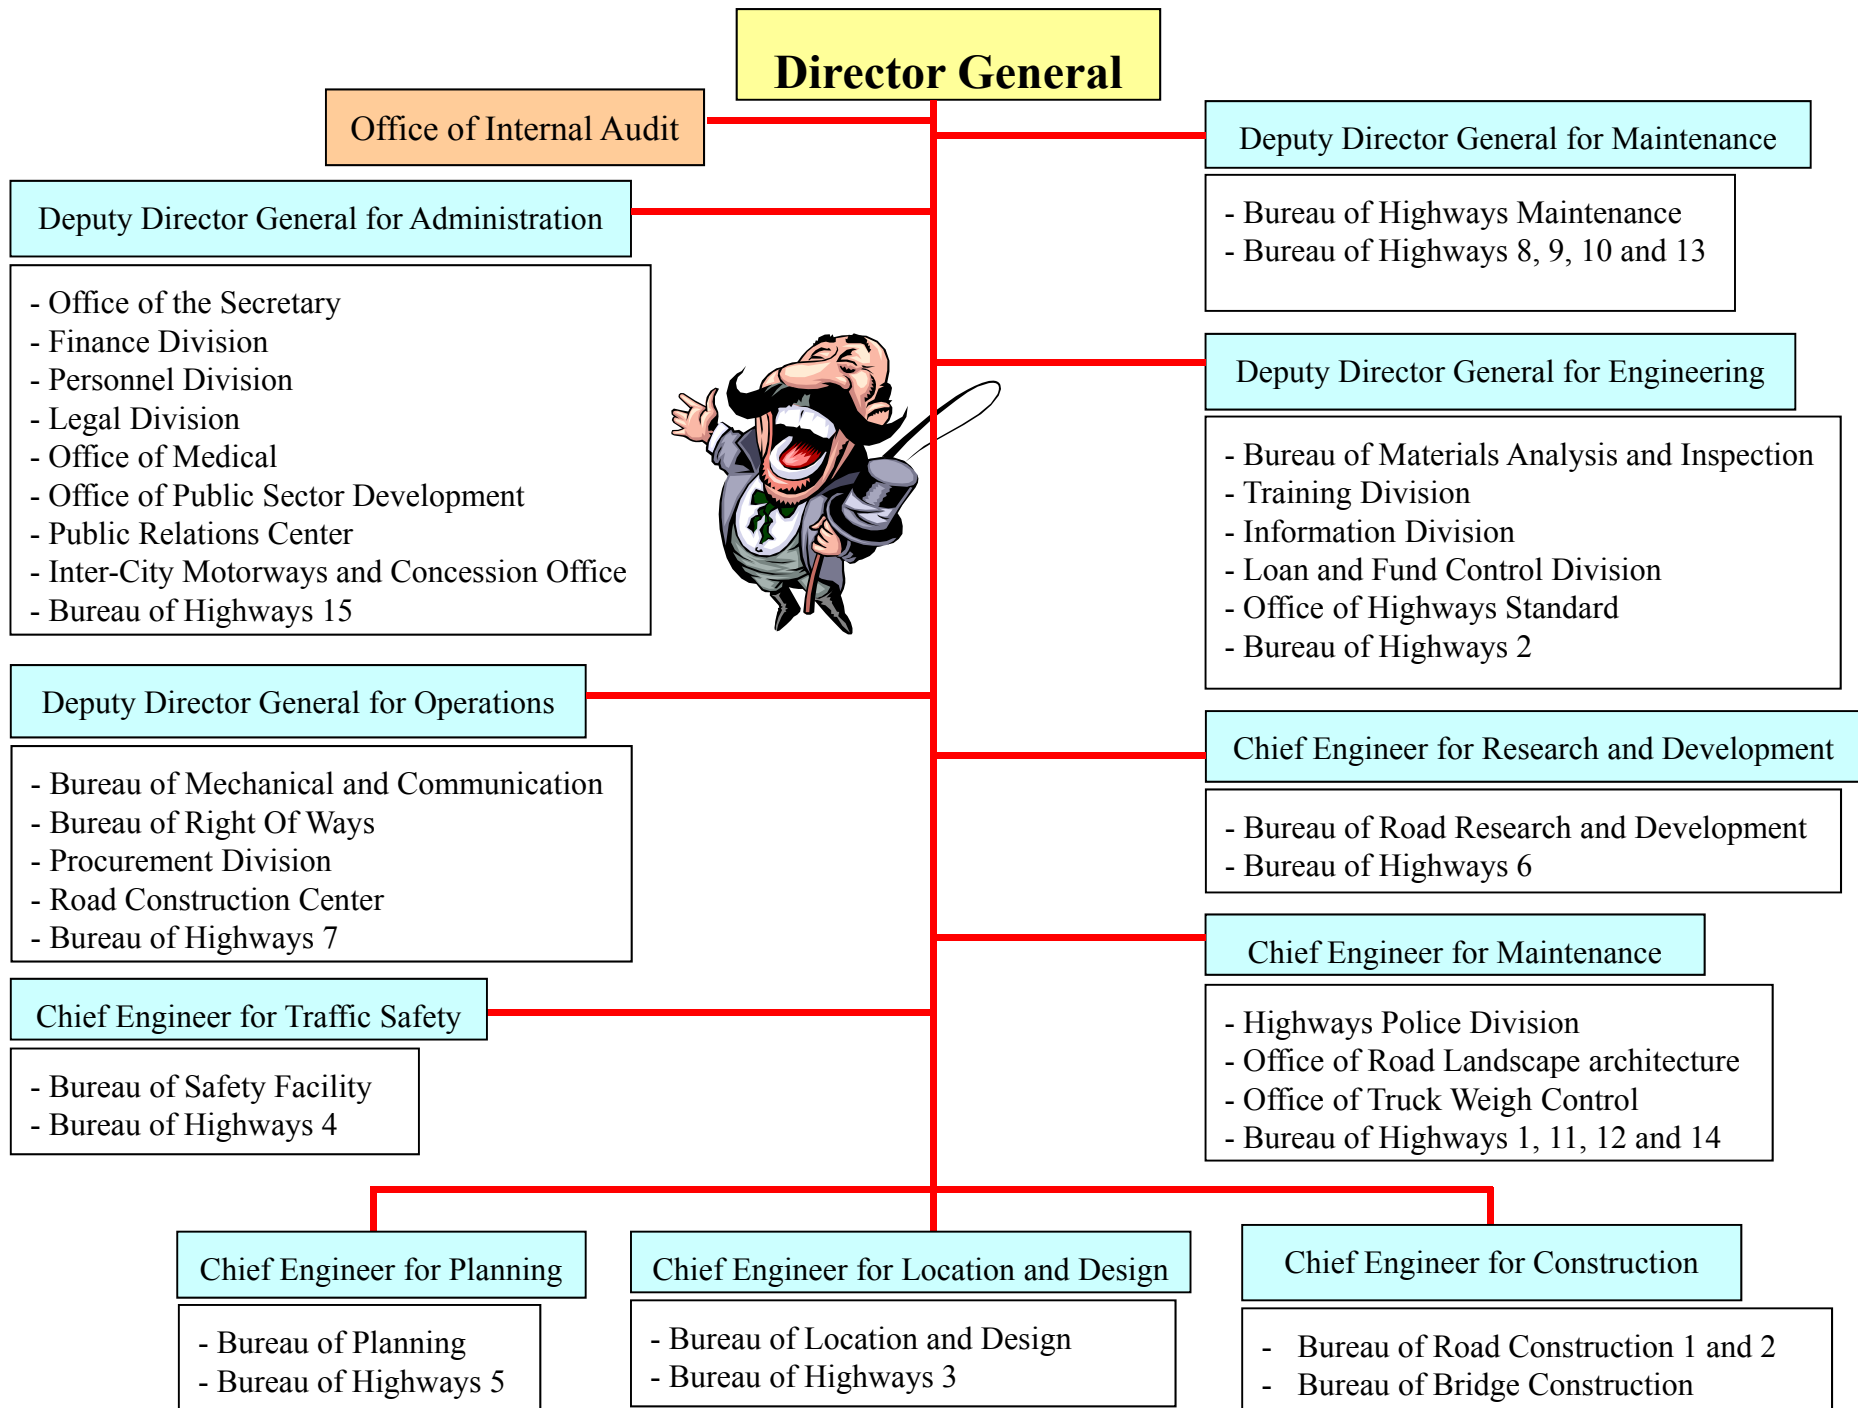 Director General
Office of Internal Audit
Deputy Director General for Administration
- Office of the Secretary
- Finance Division
- Personnel Division
- Legal Division
- Office of Medical
- Office of Public Sector Development
- Public Relations Center
- Inter-City Motorways and Concession Office
- Bureau of Highways 15
Deputy Director General for Operations
- Bureau of Mechanical and Communication
- Bureau of Right Of Ways
- Procurement Division
- Road Construction Center
- Bureau of Highways 7
Chief Engineer for Traffic Safety
- Bureau of Safety Facility
- Bureau of Highways 4
Deputy Director General for Maintenance
- Bureau of Highways Maintenance
- Bureau of Highways 8, 9, 10 and 13
Deputy Director General for Engineering
- Bureau of Materials Analysis and Inspection
- Training Division
- Information Division
- Loan and Fund Control Division
- Office of Highways Standard
- Bureau of Highways 2
Chief Engineer for Research and Development
- Bureau of Road Research and Development
- Bureau of Highways 6
Chief Engineer for Maintenance
- Highways Police Division
- Office of Road Landscape architecture
- Office of Truck Weigh Control
- Bureau of Highways 1, 11, 12 and 14
Chief Engineer for Planning
- Bureau of Planning
- Bureau of Highways 5
Chief Engineer for Location and Design
- Bureau of Location and Design
- Bureau of Highways 3
Chief Engineer for Construction
- Bureau of Road Construction 1 and 2
- Bureau of Bridge Construction